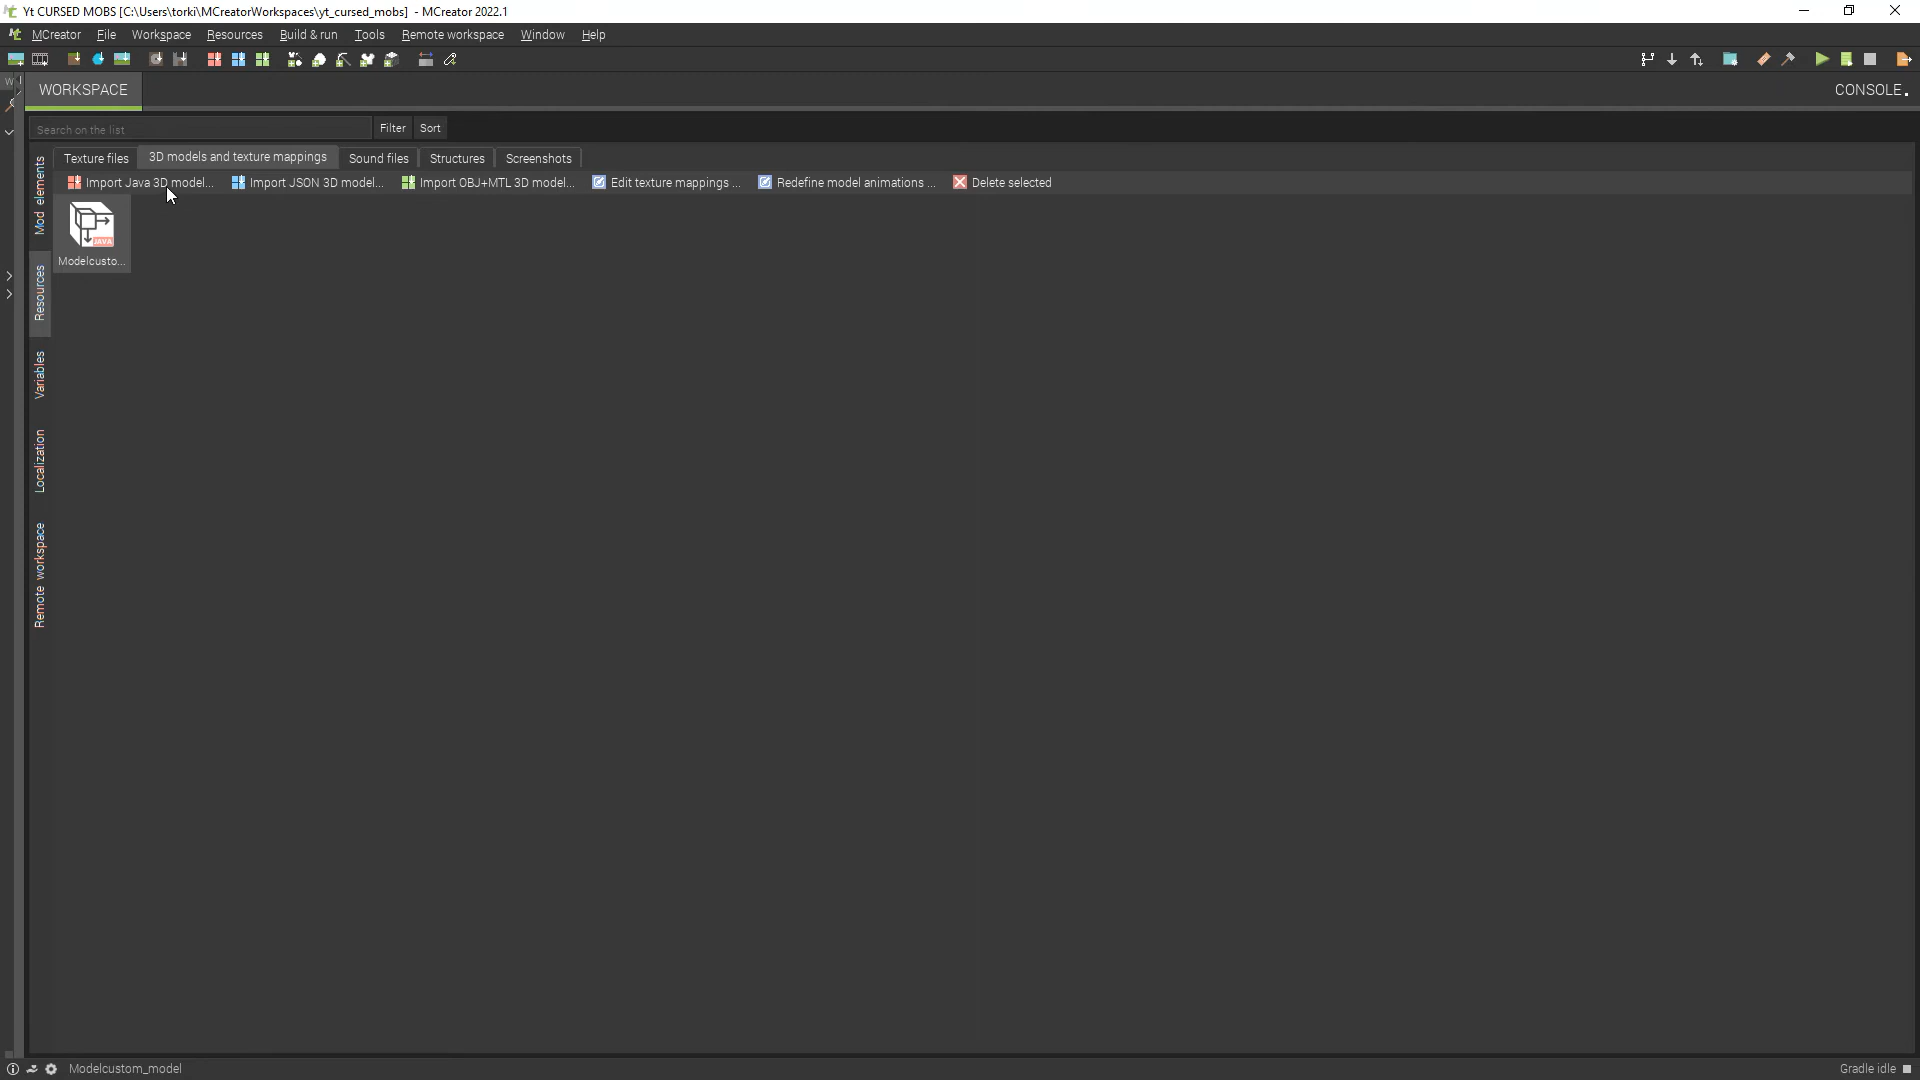 Yt CURSED MOBS [C:\Users\torki\MCreatorWorkspaces\yt_cursed_mobs] - MCreator 2022.1
MCreator File Workspace Resources Build & run Tools Remote workspace Window Help
W
WORKSPACE
CONSOLE.
Search on the list
Filter Sort
Texture files 3D models and texture mappings Sound files Structures Screenshots
Import Java 3D model... Import JSON 3D model... Import OBJ+MTL 3D model... Edit texture mappings ... Redefine model animations ... Delete selected
JAVA
Modelcusto...
Mod elements
Resources
Variables
Localization
Remote workspace
Modelcustom_model
Gradle idle